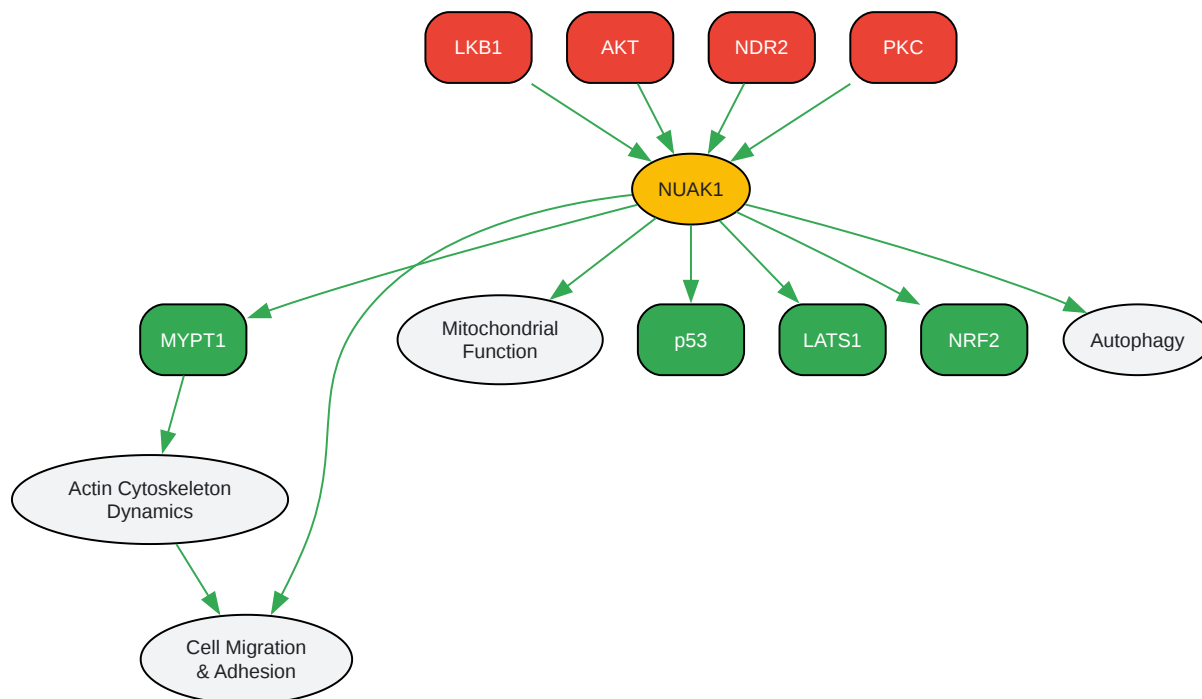 LKB1
AKT
NDR2
PKC
NUAK1
MYPT1
Mitochondrial
Function
p53
LATS1
NRF2
Autophagy
Actin Cytoskeleton
Dynamics
Cell Migration
& Adhesion